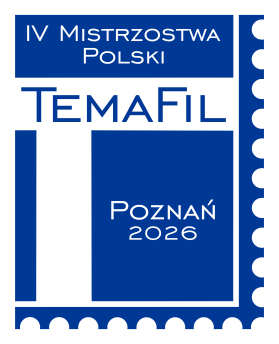 IV Mistrzostwa
Polski
TemaFil
Poznań
2026